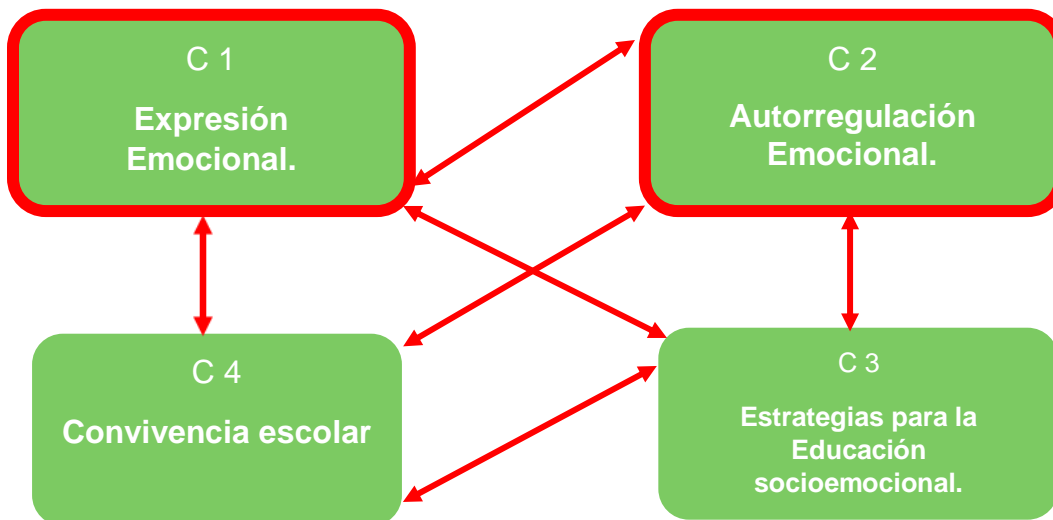 C 1
Expresión
Emocional.
C 2
Autorregulación
Emocional.
C 4
Convivencia escolar
C 3
Estrategias para la
Educación
socioemocional.